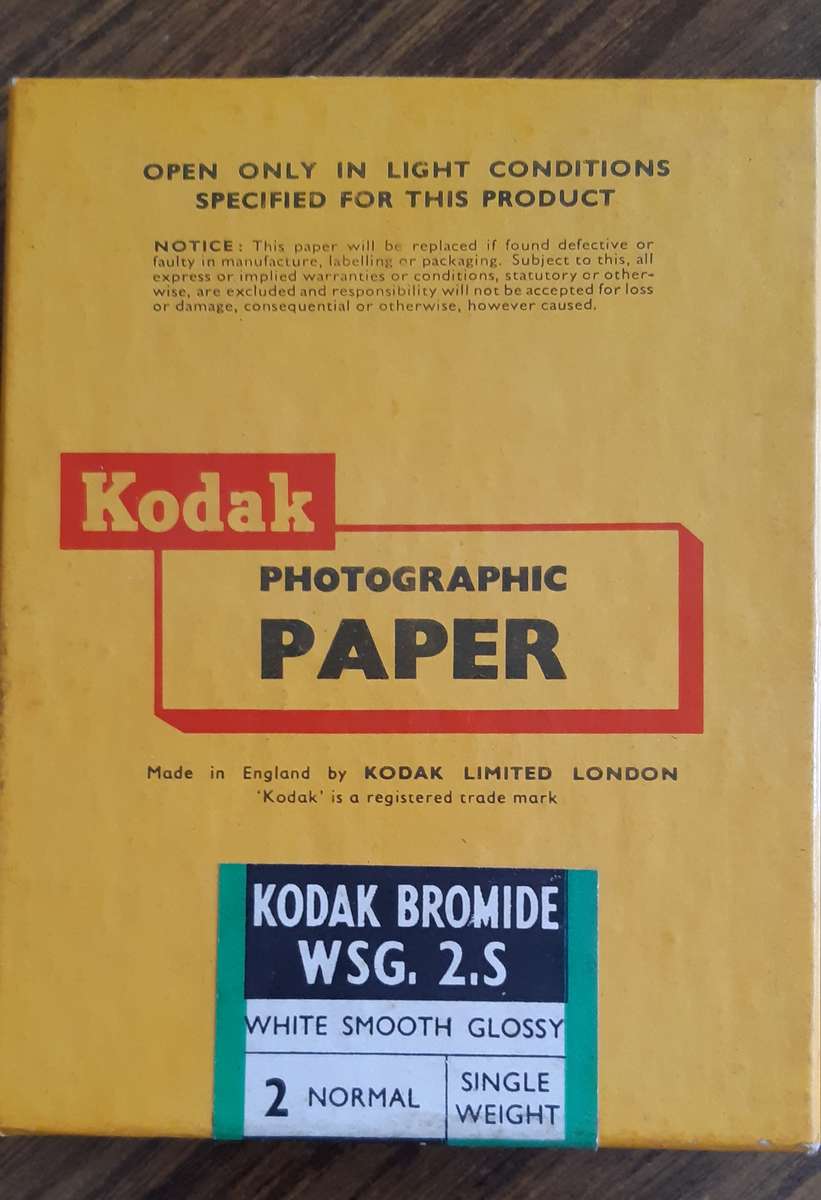 OPEN ONLY IN LIGHT CONDITIONS
SPECIFIED FOR THIS PRODUCT
NOTICE: This paper will be replaced if found defective or
faulty in manufacture, labelling or packaging. Subject to this, all
express or implied warranties or conditions, statutory or other-
wise, are excluded and responsibility will not be accepted for loss
or damage, consequential or otherwise, however caused.
Kodak
PHOTOGRAPHIC
PAPER
Made in England by KODAK LIMITED LONDON
'Kodak' is a registered trade mark
KODAK BROMIDE
WSG. 2.S
WHITE SMOOTH GLOSSY
2 NORMAL
SINGLE
WEIGHT